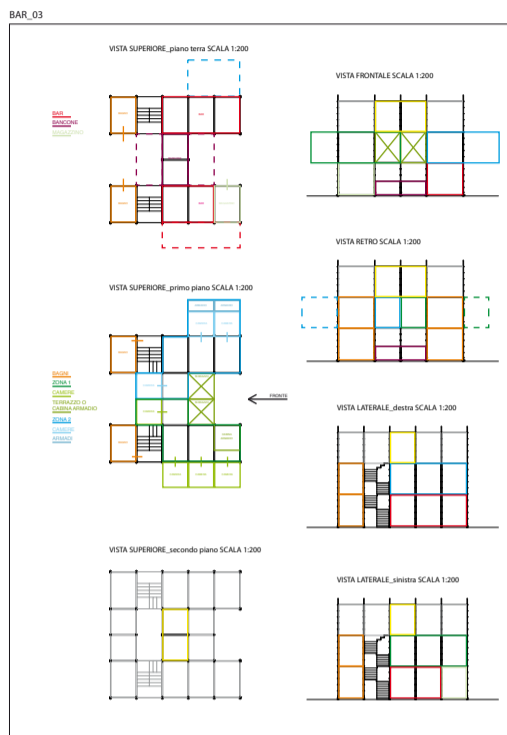 BAR_03
VISTA SUPERIORE_piano terra SCALA 1:200
BAR
BANCONE
MAGAZZINO
VISTA FRONTALE SCALA 1:200
VISTA RETRO SCALA 1:200
VISTA SUPERIORE_primo piano SCALA 1:200
BAGNI
ZONA 1
CAMERE
TERRAZZO O
CABINA ARMADIO
ZONA 2
CAMERE
ARMADI
FRONTE
VISTA LATERALE_destra SCALA 1:200
VISTA SUPERIORE_secondo piano SCALA 1:200
VISTA LATERALE_sinistra SCALA 1:200